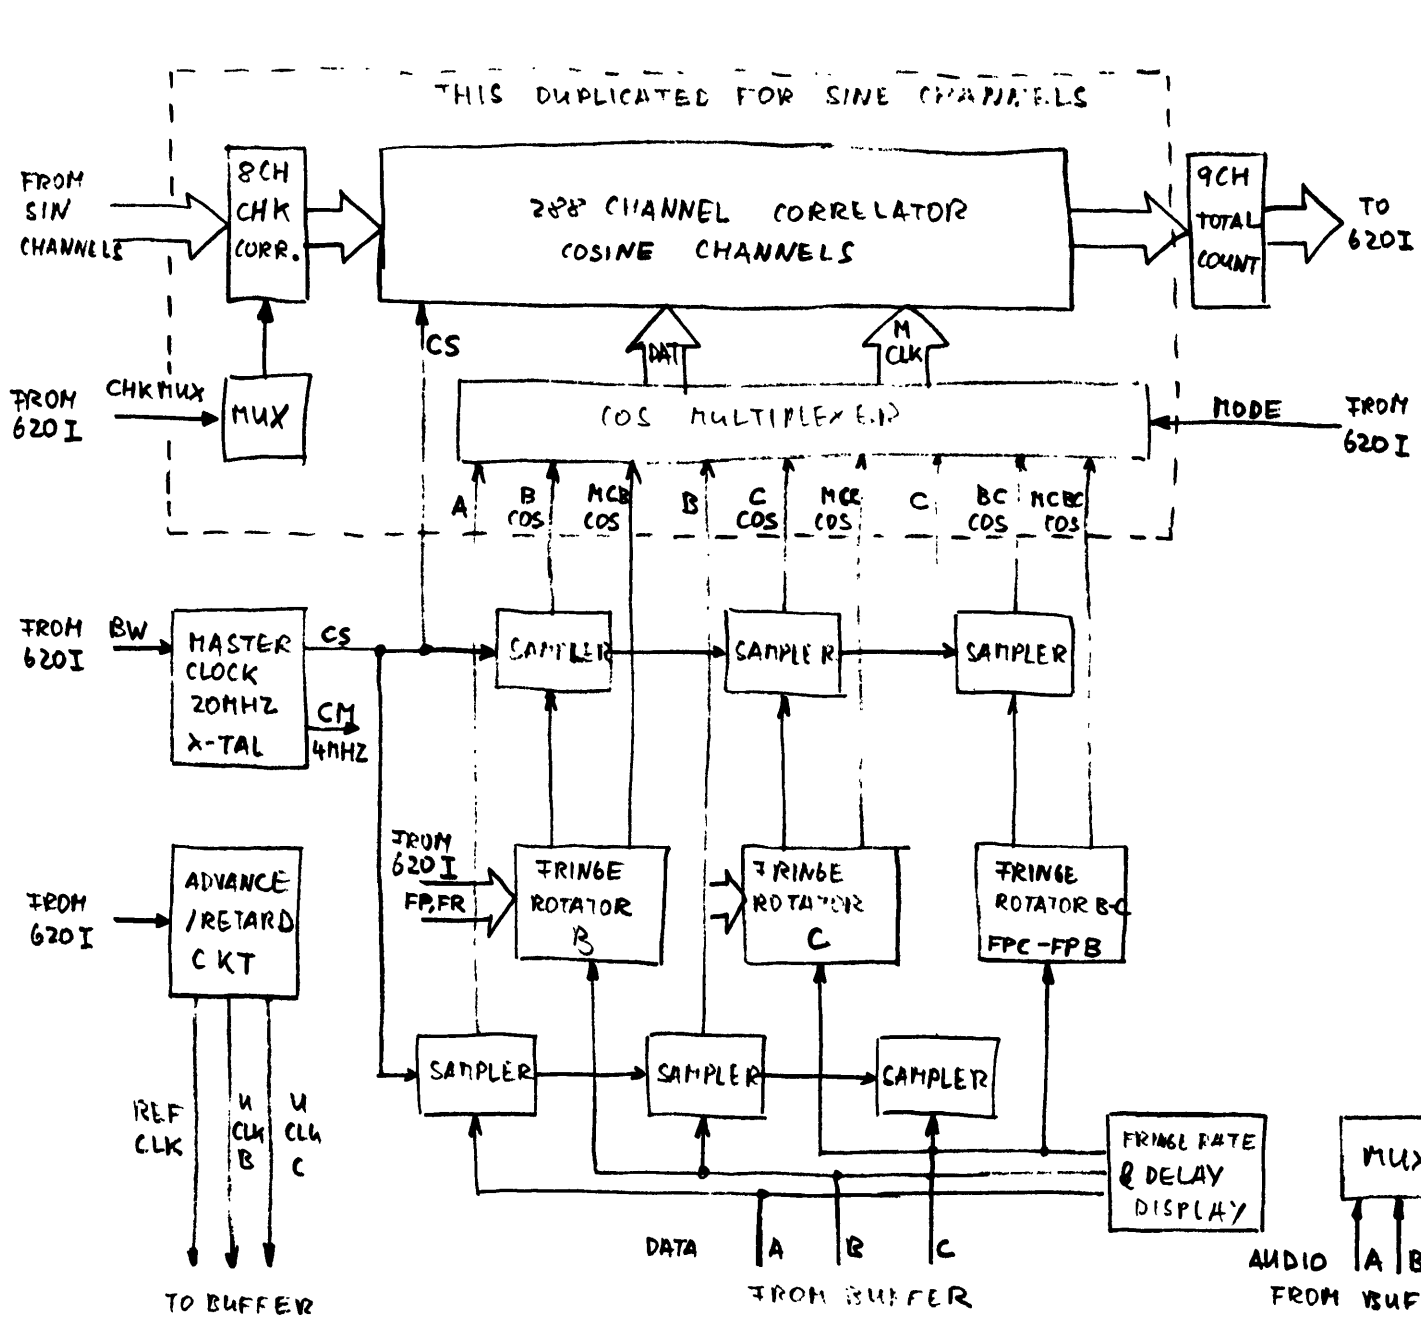 THIS DUPLICATED FOR SINE CHANNELS
FROM
SIN
CHANNELS
8CH
CHK
CORR.
288 CHANNEL CORRELATOR
COSINE CHANNELS
9CH
TOTAL
COUNT
TO
620I
CS
DAT
M
CLK
FROM
620I
CHKMUX
MUX
COS MULTIPLEXER
MODE
FROM
620I
A
B
COS
MCB
COS
B
C
COS
MCC
COS
C
BC
COS
MCBC
COS
FROM
620I
BW
MASTER
CLOCK
20MHZ
X-TAL
CS
CM
4MHZ
SAMPLER
SAMPLER
SAMPLER
FROM
620I
ADVANCE
/RETARD
CKT
FROM
620I
FP,FR
FRINGE
ROTATOR
B
FRINGE
ROTATOR
C
FRINGE
ROTATOR B-C
FPC-FPB
SAMPLER
SAMPLER
SAMPLER
REF
CLK
U
CLK
B
U
CLK
C
TO BUFFER
FRINGE RATE
& DELAY
DISPLAY
DATA
A
B
C
FROM BUFFER
MUX
AUDIO
A
B
FROM BUF